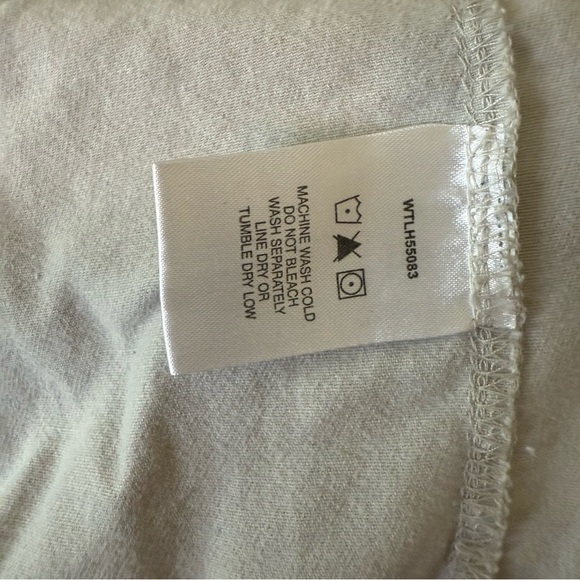 WTLH55083
MACHINE WASH COLD
DO NOT BLEACH
WASH SEPARATELY
LINE DRY OR
TUMBLE DRY LOW